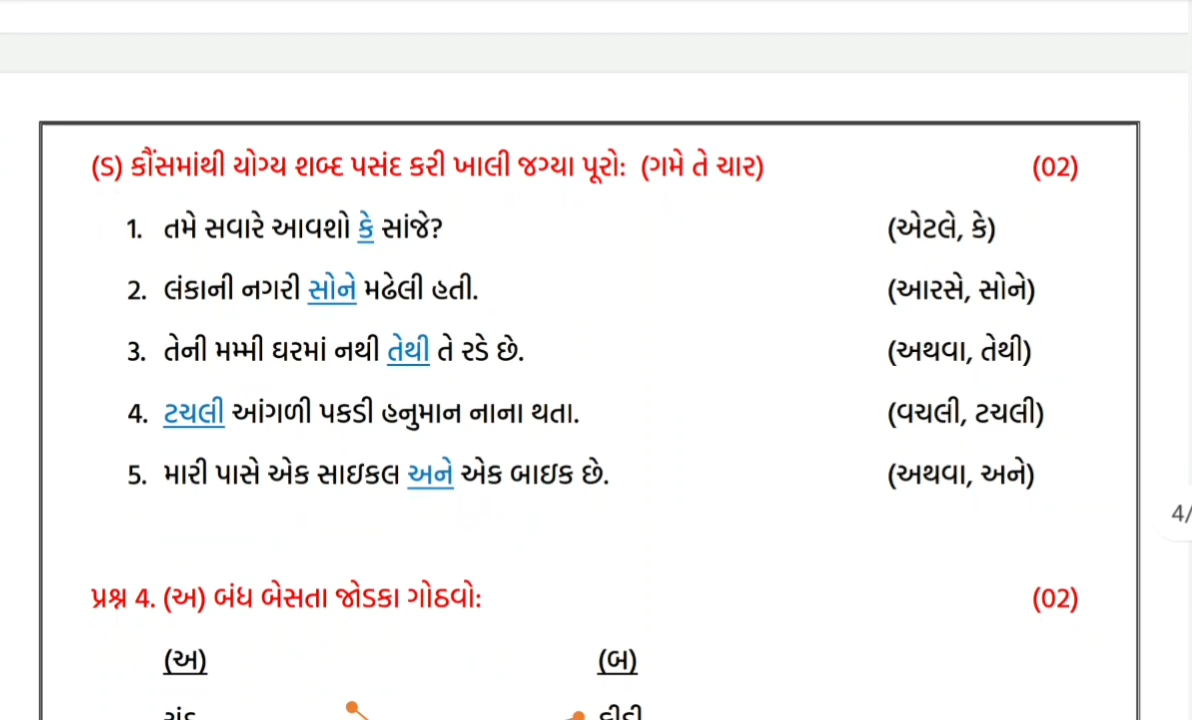 (ડ) કૌંસમાંથી યોગ્ય શબ્દ પસંદ કરી ખાલી જગ્યા પૂરો: (ગમે તે ચાર) (02)
1. તમે સવારે આવશો કે સાંજે? (એટલે, કે)
2. લંકાની નગરી સોને મઢેલી હતી. (આરસે, સોને)
3. તેની મમ્મી ઘરમાં નથી તેથી તે રડે છે. (અથવા, તેથી)
4. ટચલી આંગળી પકડી હનુમાન નાના થતા. (વચલી, ટચલી)
5. મારી પાસે એક સાઇકલ અને એક બાઇક છે. (અથવા, અને)
4/
પ્રશ્ન 4. (અ) બંધ બેસતા જોડકા ગોઠવો: (02)
(અ) (બ)